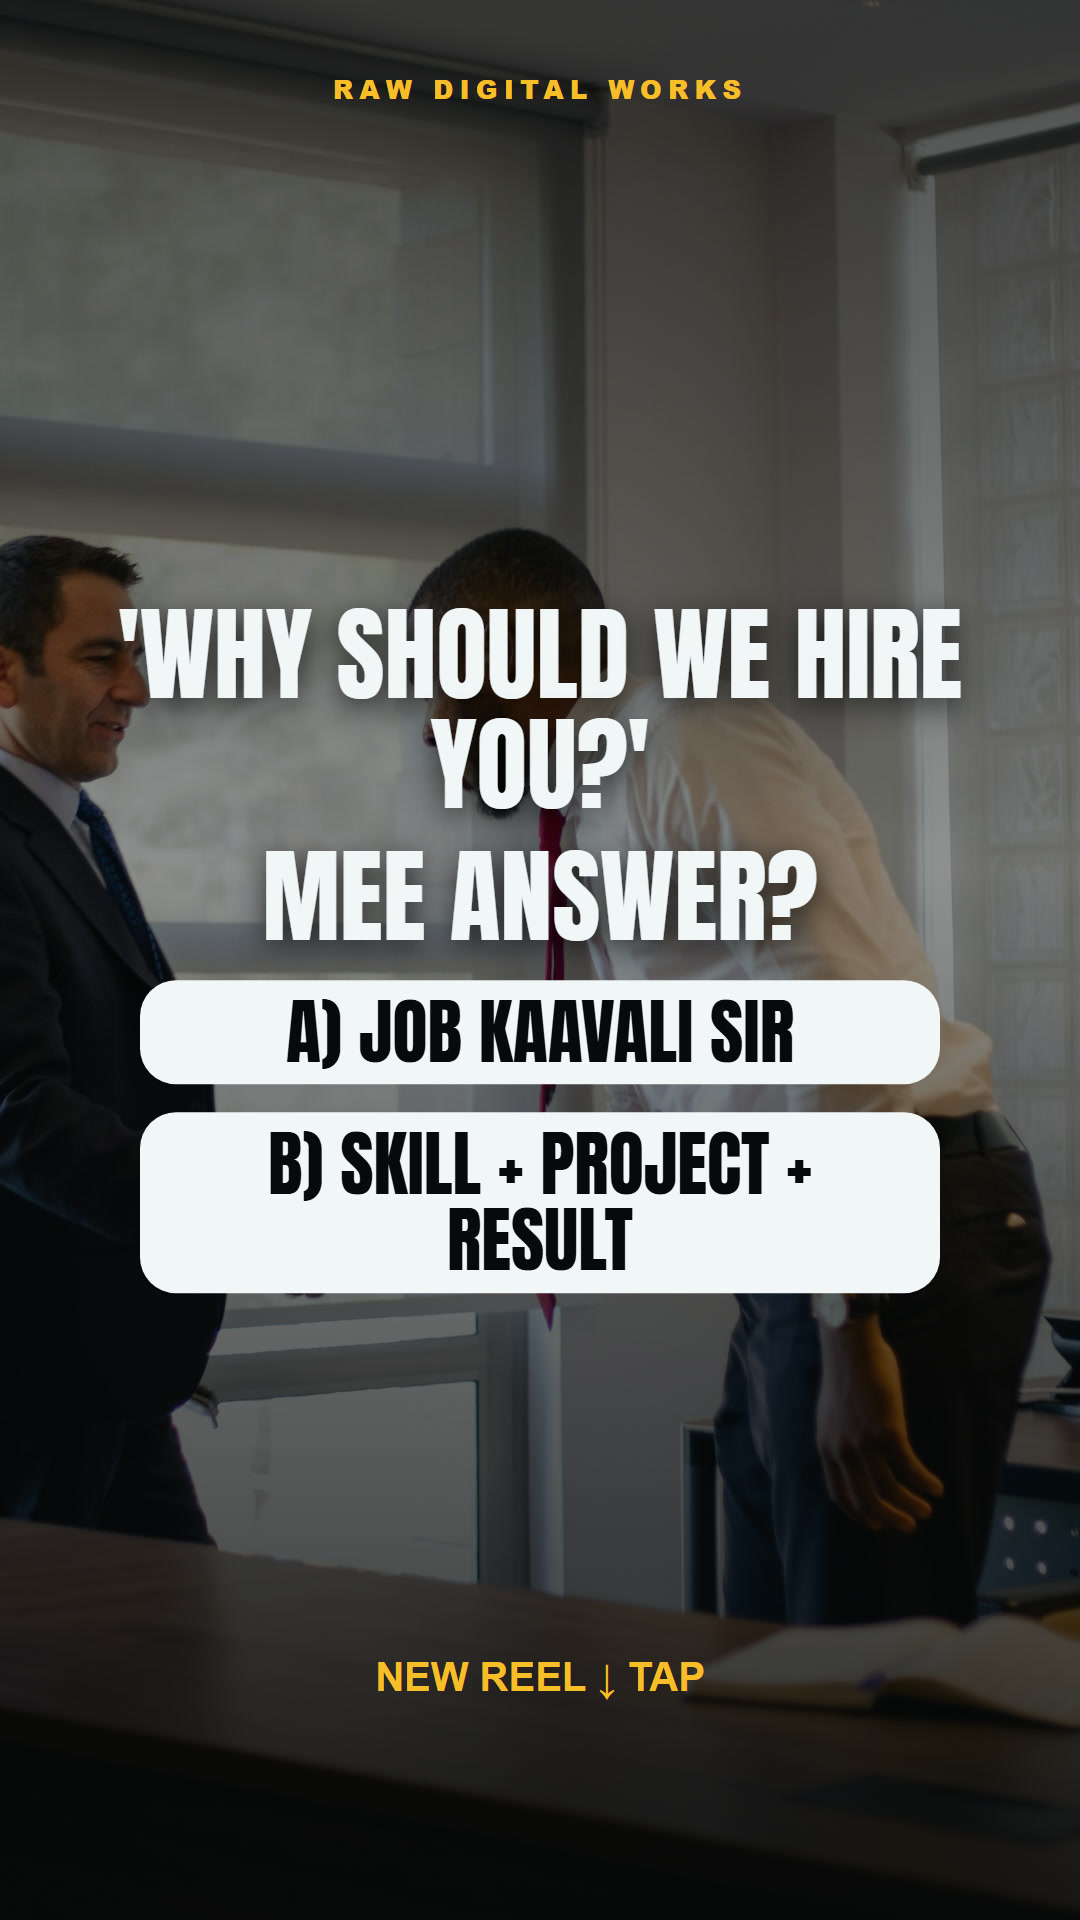 RAW DIGITAL WORKS
'WHY SHOULD WE HIRE
YOU?'
MEE ANSWER?
A) JOB KAAVALI SIR
B) SKILL + PROJECT +
RESULT
NEW REEL ↓ TAP